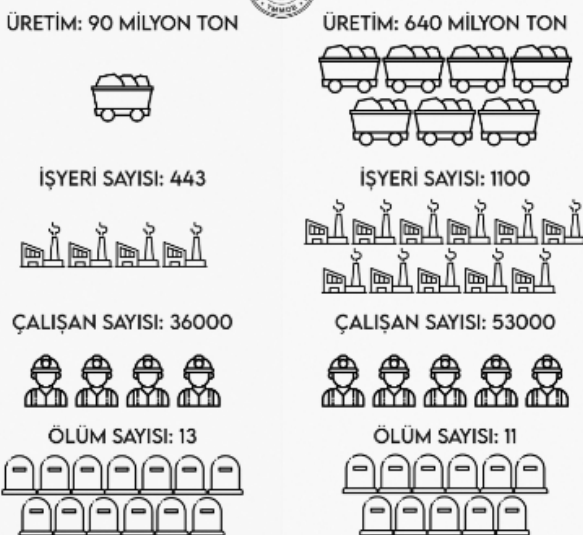 TMMOB
ÜRETİM: 90 MİLYON TON
İŞYERİ SAYISI: 443
ÇALIŞAN SAYISI: 36000
ÖLÜM SAYISI: 13
ÜRETİM: 640 MİLYON TON
İŞYERİ SAYISI: 1100
ÇALIŞAN SAYISI: 53000
ÖLÜM SAYISI: 11